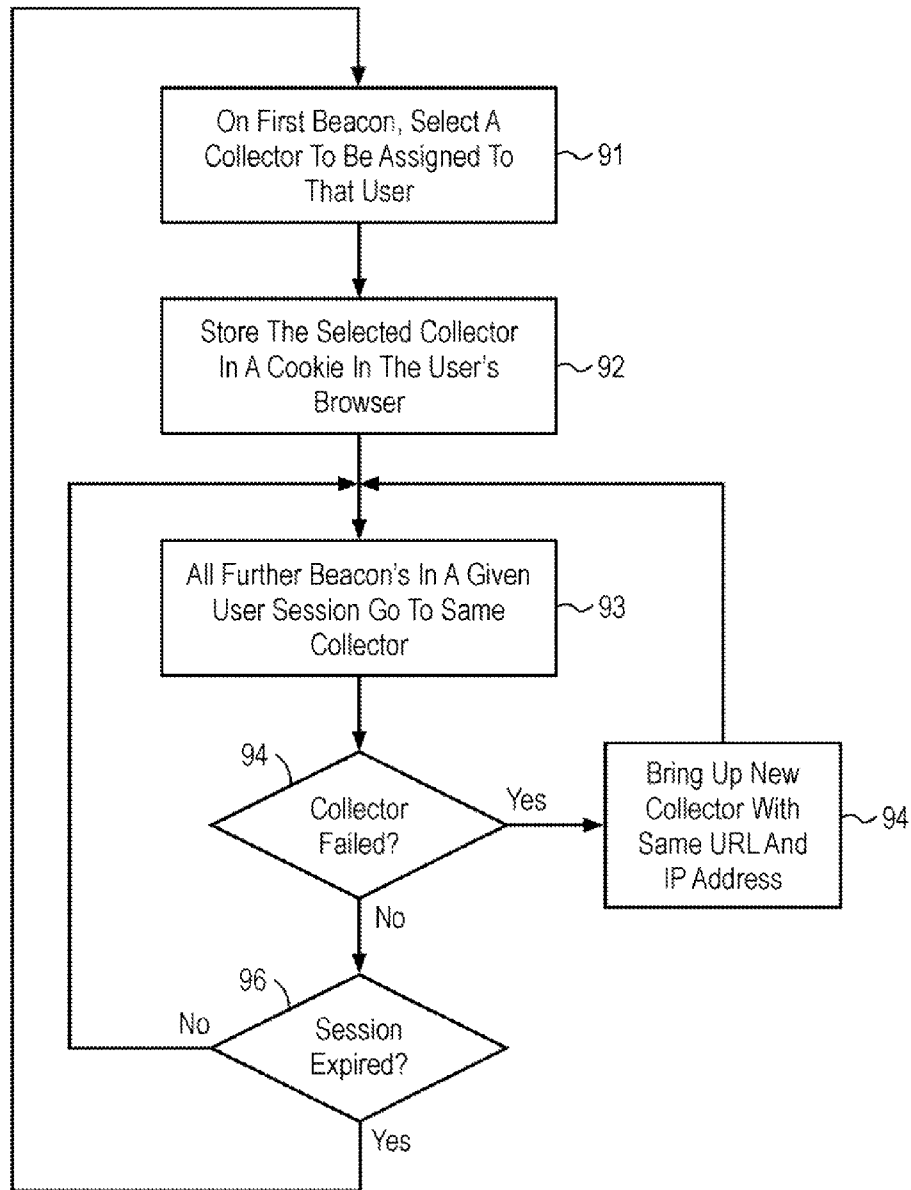 On First Beacon, Select A
Collector To Be Assigned To
That User
91
Store The Selected Collector
In A Cookie In The User's
Browser
92
All Further Beacon's In A Given
User Session Go To Same
Collector
93
94
Collector
Failed?
Yes
Bring Up New
Collector With
Same URL And
IP Address
94
No
96
No
Session
Expired?
Yes